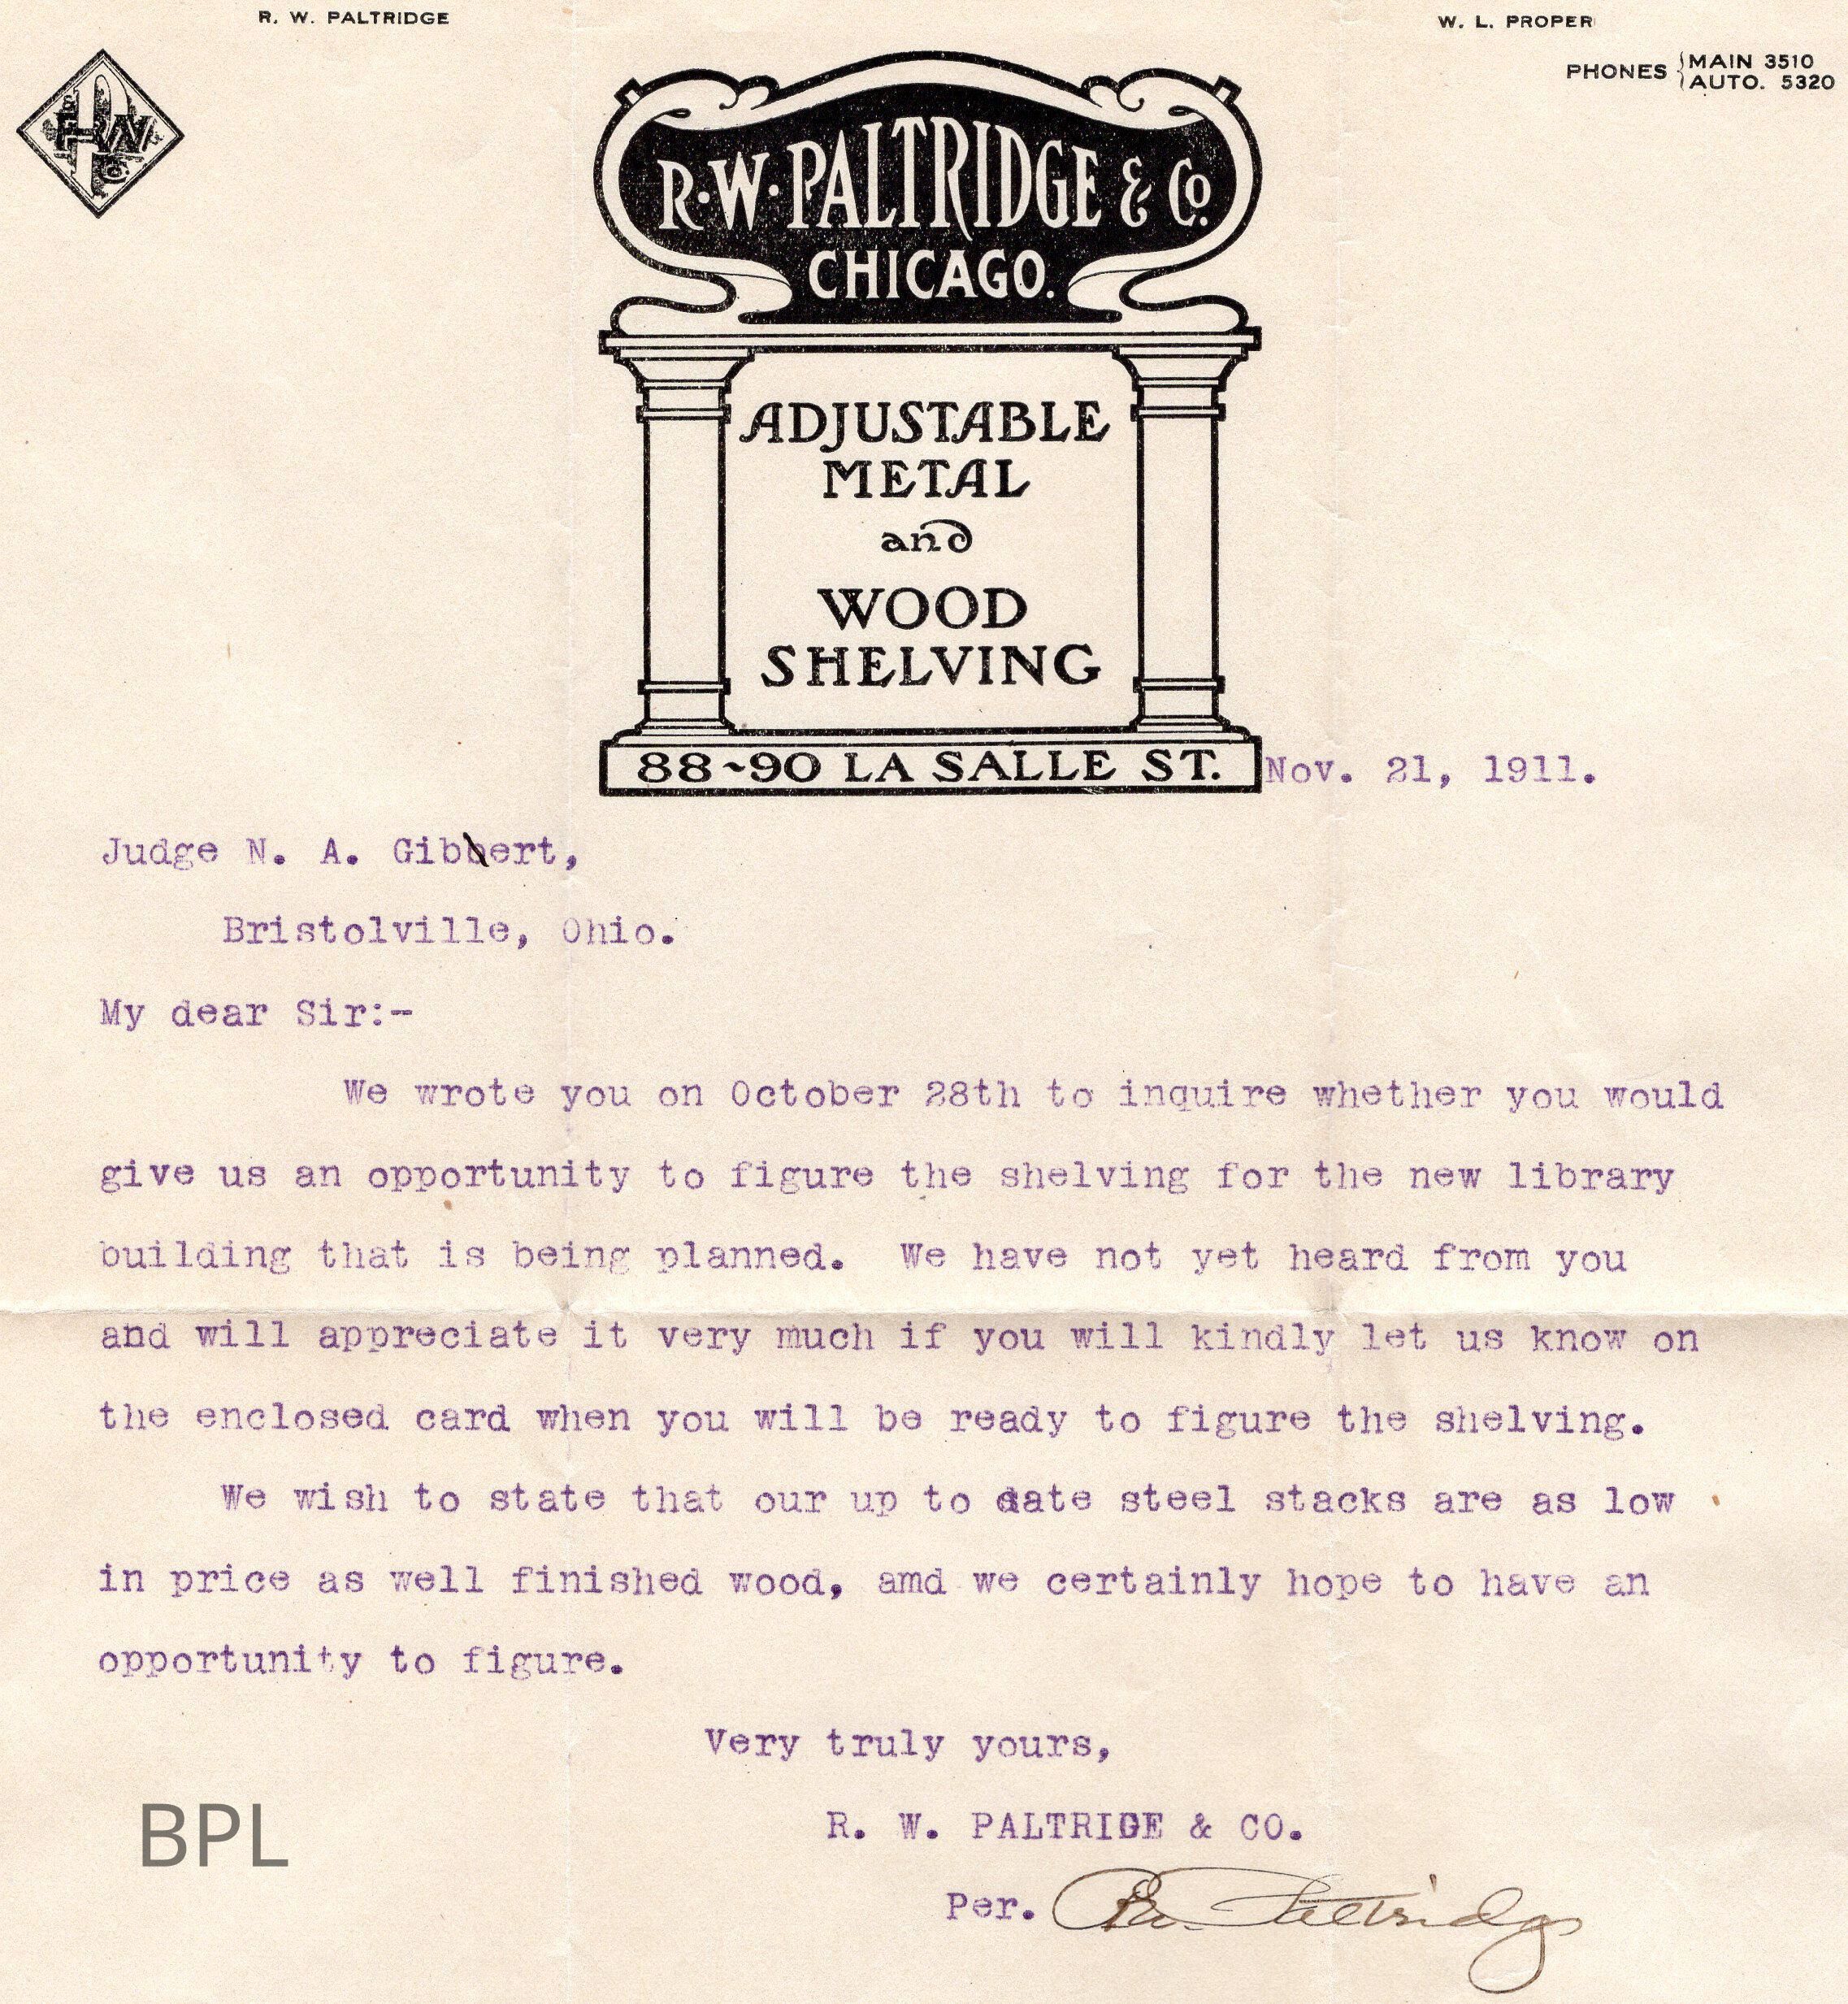 R. W. PALTRIDGE
W. L. PROPER
PHONES { MAIN 3510
AUTO. 5320
R·W·PALTRIDGE & Co.
CHICAGO.
ADJUSTABLE
METAL
and
WOOD
SHELVING
88~90 LA SALLE ST.
Nov. 21, 1911.
Judge N. A. Gibbert,
Bristolville, Ohio.
My dear Sir:-
We wrote you on October 28th to inquire whether you would
give us an opportunity to figure the shelving for the new library
building that is being planned. We have not yet heard from you
and will appreciate it very much if you will kindly let us know on
the enclosed card when you will be ready to figure the shelving.
We wish to state that our up to date steel stacks are as low
in price as well finished wood, amd we certainly hope to have an
opportunity to figure.
Very truly yours,
R. W. PALTRIGE & CO.
Per. R.W. Paltridge
BPL